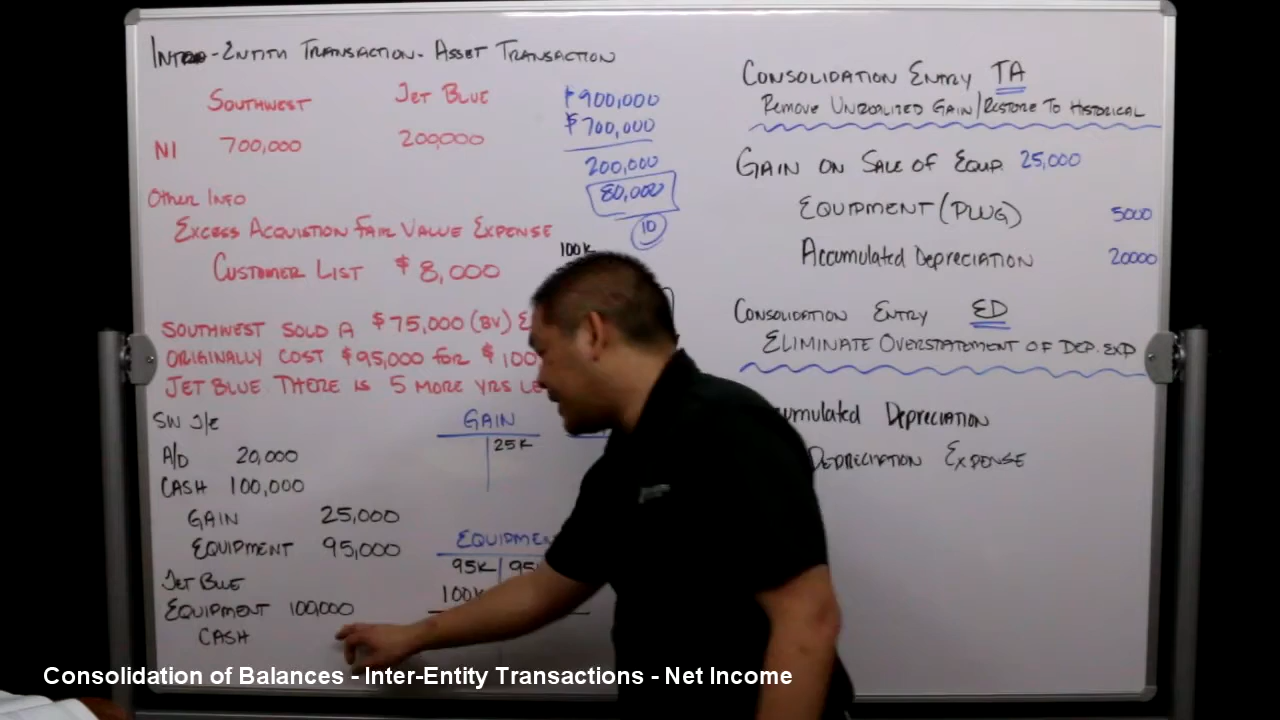 -ENTITY TRANSACTION- ASSET TRANSACTION
SOUTHWEST JET BLUE
NI 700,000 200,000
OTHER INFO
EXCESS ACQUISTION FAIR VALUE EXPENSE
CUSTOMER LIST $8,000
SOUTHWEST SOLD A $75,000 (BV)
ORIGINALLY COST $95,000 FOR $100
JET BLUE. THERE IS 5 MORE YRS
SW J/E
A/D 20,000
CASH 100,000
GAIN 25,000
EQUIPMENT 95,000
JET BLUE
EQUIPMENT 100,000
CASH
$900,000
$700,000
200,000
80,000
10
100K
GAIN
25K
EQUIPMEN
95K 95
100K
CONSOLIDATION ENTRY TA
REMOVE UNREALIZED GAIN/RESTORE TO HISTORICAL
GAIN ON SALE OF EQUIP. 25,000
EQUIPMENT (PLUG) 5000
ACCUMULATED DEPRECIATION 20000
CONSOLIDATION ENTRY ED
ELIMINATE OVERSTATEMENT OF DEP. EXP
umulated DEPRECIATION
DEPRECIATION EXPENSE
Consolidation of Balances - Inter-Entity Transactions - Net Income